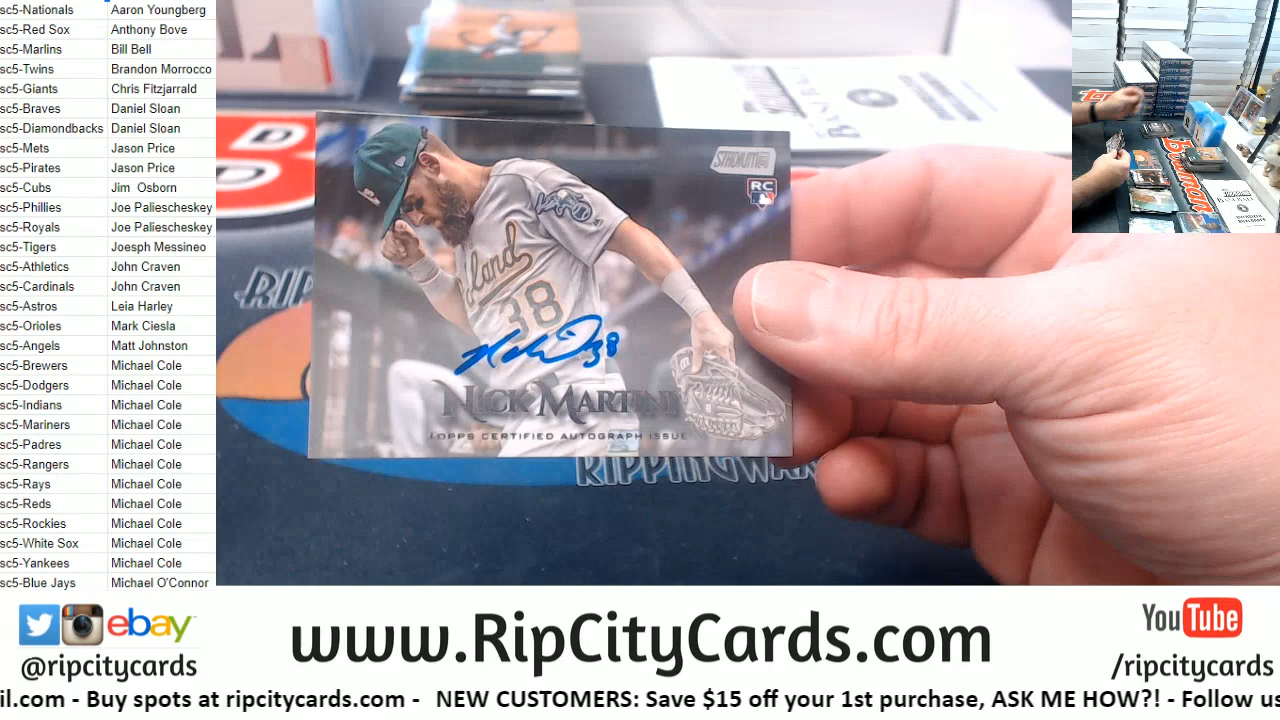 sc5-Nationals Aaron Youngberg
sc5-Red Sox Anthony Bove
sc5-Marlins Bill Bell
sc5-Twins Brandon Morrocco
sc5-Giants Chris Fitzjarrald
sc5-Braves Daniel Sloan
sc5-Diamondbacks Daniel Sloan
sc5-Mets Jason Price
sc5-Pirates Jason Price
sc5-Cubs Jim Osborn
sc5-Phillies Joe Paliescheskey
sc5-Royals Joe Paliescheskey
sc5-Tigers Joesph Messineo
sc5-Athletics John Craven
sc5-Cardinals John Craven
sc5-Astros Leia Harley
sc5-Orioles Mark Ciesla
sc5-Angels Matt Johnston
sc5-Brewers Michael Cole
sc5-Dodgers Michael Cole
sc5-Indians Michael Cole
sc5-Mariners Michael Cole
sc5-Padres Michael Cole
sc5-Rangers Michael Cole
sc5-Rays Michael Cole
sc5-Reds Michael Cole
sc5-Rockies Michael Cole
sc5-White Sox Michael Cole
sc5-Yankees Michael Cole
sc5-Blue Jays Michael O'Connor
STADIUM
RC
38
38
NICK MARTINI
TOPPS CERTIFIED AUTOGRAPH ISSUE
RIP
RIPPINGWAX
ebay
@ripcitycards
www.RipCityCards.com
YouTube
/ripcitycards
il.com - Buy spots at ripcitycards.com - NEW CUSTOMERS: Save $15 off your 1st purchase, ASK ME HOW?! - Follow us